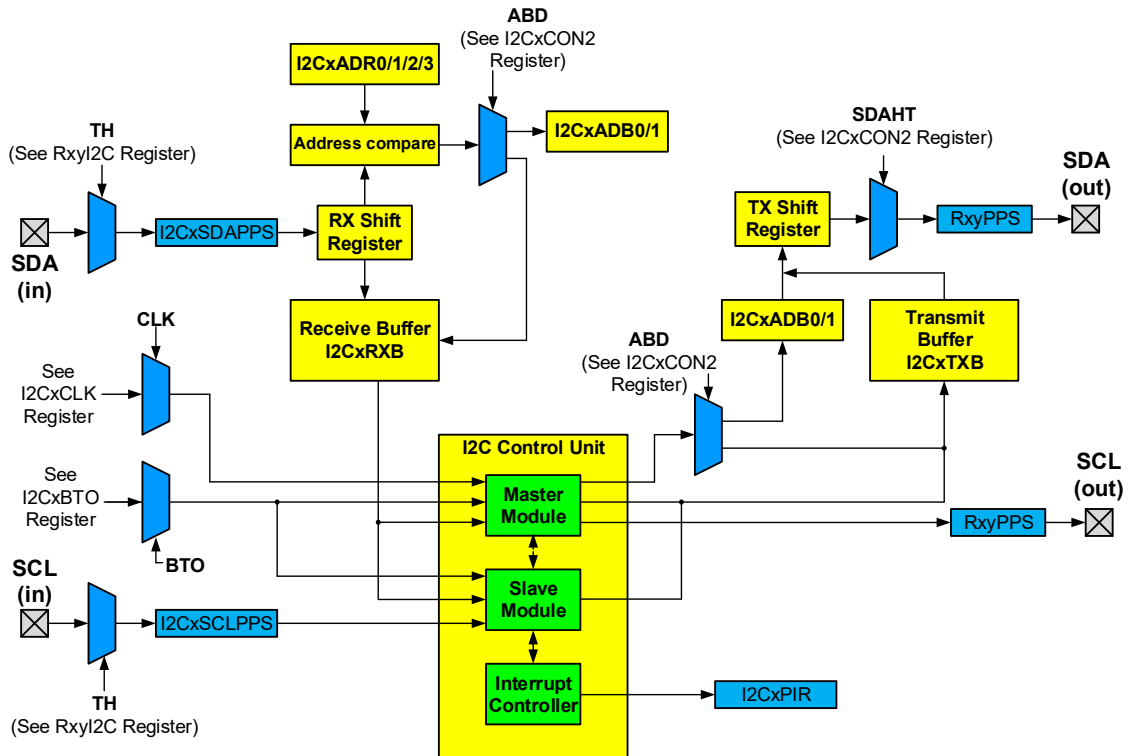 ABD
(See I2CxCON2
Register)
I2CxADR0/1/2/3
Address compare
I2CxADB0/1
TH
(See RxyI2C Register)
SDAHT
(See I2CxCON2 Register)
SDA
(out)
I2CxSDAPPS
RX Shift
Register
TX Shift
Register
RxyPPS
SDA
(in)
Receive Buffer
I2CxRXB
I2CxADB0/1
Transmit
Buffer
I2CxTXB
CLK
See
I2CxCLK
Register
ABD
(See I2CxCON2
Register)
I2C Control Unit
See
I2CxBTO
Register
Master
Module
SCL
(out)
RxyPPS
BTO
SCL
(in)
I2CxSCLPPS
Slave
Module
Interrupt
Controller
I2CxPIR
TH
(See RxyI2C Register)